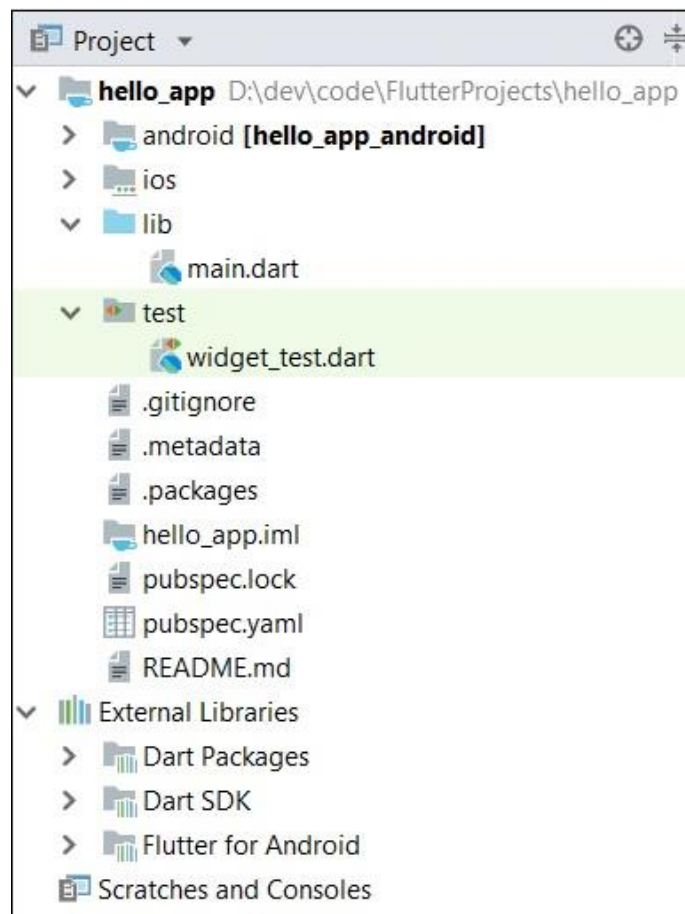 Project
hello_app D:\dev\code\FlutterProjects\hello_app
android [hello_app_android]
ios
lib
main.dart
test
widget_test.dart
.gitignore
.metadata
.packages
hello_app.iml
pubspec.lock
pubspec.yaml
README.md
External Libraries
Dart Packages
Dart SDK
Flutter for Android
Scratches and Consoles